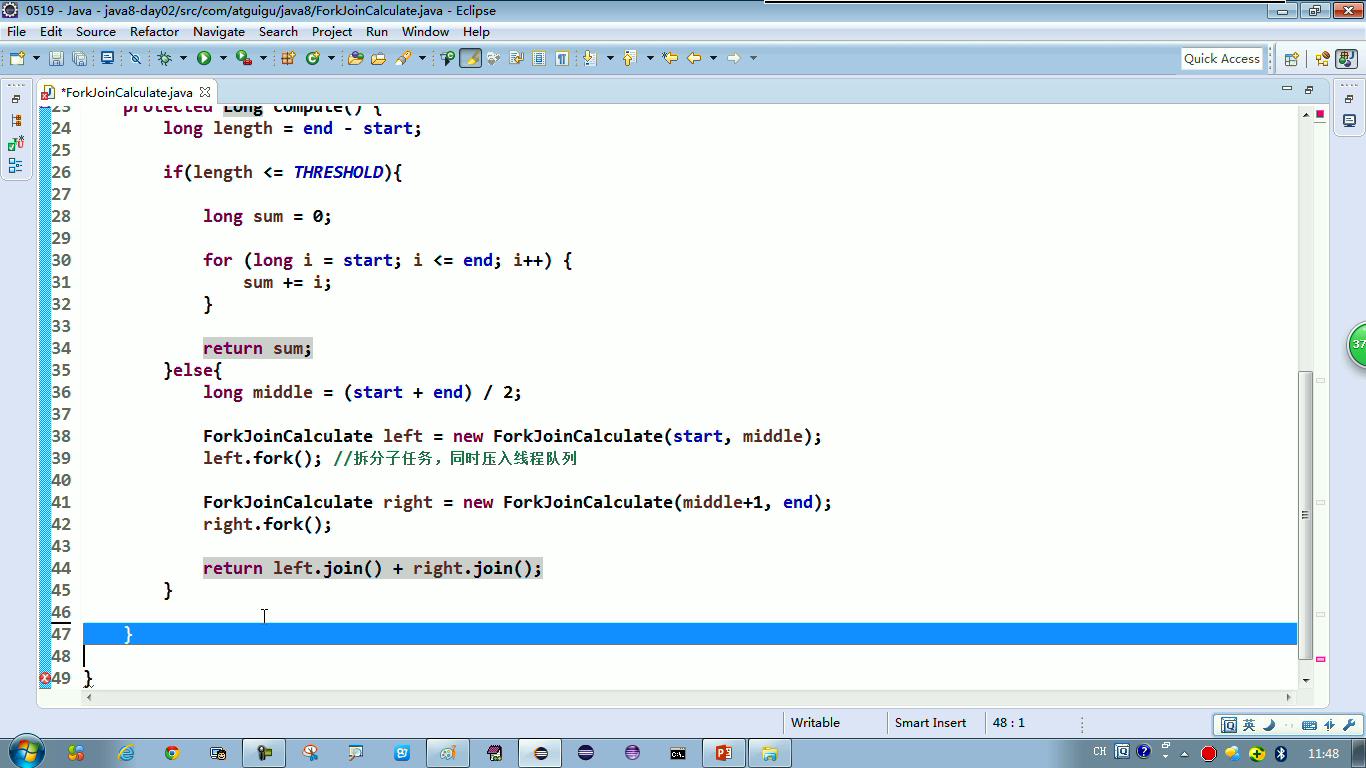 0519 - Java - java8-day02/src/com/atguigu/java8/ForkJoinCalculate.java - Eclipse
File Edit Source Refactor Navigate Search Project Run Window Help
Quick Access
*ForkJoinCalculate.java
23 protected Long compute() {
24 long length = end - start;
25
26 if(length <= THRESHOLD){
27
28 long sum = 0;
29
30 for (long i = start; i <= end; i++) {
31 sum += i;
32 }
33
34 return sum;
35 }else{
36 long middle = (start + end) / 2;
37
38 ForkJoinCalculate left = new ForkJoinCalculate(start, middle);
39 left.fork(); //拆分子任务，同时压入线程队列
40
41 ForkJoinCalculate right = new ForkJoinCalculate(middle+1, end);
42 right.fork();
43
44 return left.join() + right.join();
45 }
46
47 }
48
49 }
37
Writable Smart Insert 48 : 1
英
CH 11:48